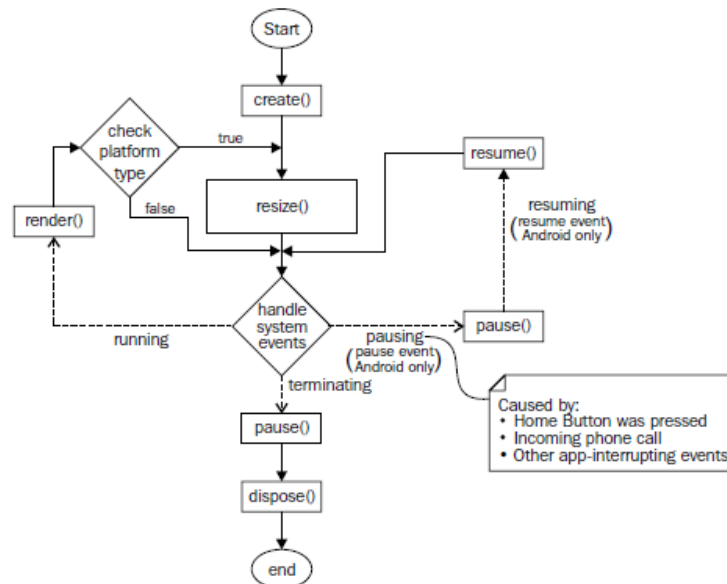 Start
create()
check
platform
type
true
resume()
resize()
false
render()
resuming
(resume event
Android only)
handle
system
events
running
pausing
(pause event
Android only)
pause()
terminating
pause()
Caused by:
• Home Button was pressed
• Incoming phone call
• Other app-interrupting events
dispose()
end